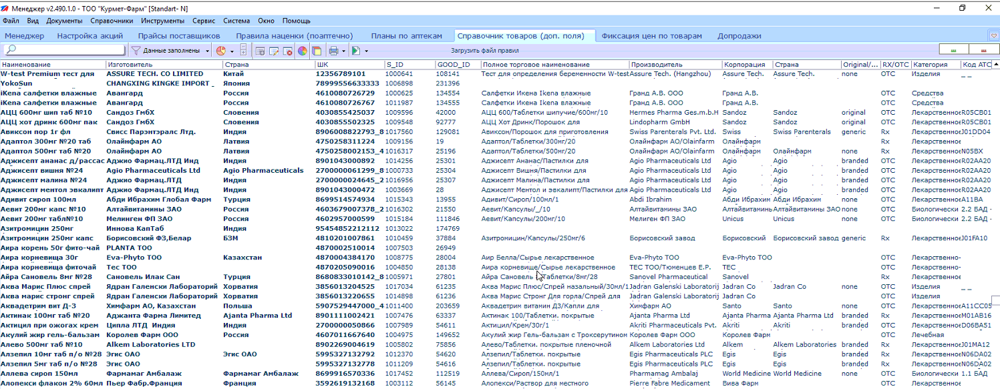 Менеджер v2.490.1.0 - ТОО "Курмет-Фарм" [Standart- N]
Файл Вид Документы Справочники Инструменты Сервис Система Окно Помощь
Менеджер Настройка акций Прайсы поставщиков Правила наценки (поаптечно) Планы по аптекам Справочник товаров (доп. поля) Фиксация цен по товарам Допродажи
Данные заполнены Загрузить файл правил ... ...
Наименование Изготовитель Страна ШК S_ID GOOD_ID Полное торговое наименование Производитель Корпорация Страна Original/... RX/OTC Категория Код АТС
W-test Premium тест для ASSURE TECH. CO LIMITED Китай 12356789101 1000641 108141 Тест для определения беременности W-test Assure Tech. (Hangzhou) Assure Tech. Assure Tech. none OTC Изделия _ _
YokoSun CHANGXING KINGKE IMPORT _ Япония 78999556633333 1006898 231396
iKena салфетки влажные Авангард Россия 4610080726729 1000625 134554 Салфетки Икена Ikena влажные Гранд А.В. ООО Гранд А.В. OTC Средства
iKena салфетки влажные Авангард Россия 4610080726767 1011987 134555 Салфетки Икена Ikena влажные Гранд А.В. ООО Гранд А.В. OTC Средства
АЦЦ 600мг шип таб №10 Сандоз ГмбХ Словения 4030855425037 1009596 42000 АЦЦ 600/Таблетки шипучие/600мг/10 Hermes Pharma Ges.m.b.H Sandoz Sandoz original OTC Лекарственное R05CB01
АЦЦ хот дринк 600мг пак Сандоз ГмбХ Словения 4030855502325 1009548 92777 АЦЦ Хот Дринк/Порошок для Lindopharm GmbH Sandoz Sandoz original OTC Лекарственное R05CB01
Авиксон пор 1г фл Свисс Парэнтэралс Лтд. Индия 8906008822793_8 1017560 129081 Авиксон/Порошок для приготовления Swiss Parenterals Pvt. Ltd. Swiss Swiss Parenterals generic Rx Лекарственное J01DD04
Адаптол 300мг №20 таб Олайнфарм АО Латвия 4750258311224 1009156 19 Адаптол/Таблетки/300мг/20 Олайнфарм АО/Olainfarm Олайнфарм Rx Лекарственное
Адаптол 500мг таб №20 Олайнфарм АО Латвия 4750258002153_4 1016317 25196 Адаптол/Таблетки/500мг/20 Олайнфарм АО/Olainfarm Олайнфарм Олайнфарм none Rx Лекарственное N05BX
Аджисепт ананас д/рассас Аджио Фармац.ЛТД Инд Индия 8901043000892 1014256 25301 Аджисепт Ананас/Пастилки для Agio Pharmaceuticals Ltd Agio Agio branded OTC Лекарственное R02AA20
Аджисепт вишня №24 Agio Pharmaceuticals Ltd Agio Pharmaceuticals 2700000061299_8 1000733 25304 Аджисепт Вишня/Пастилки для Agio Pharmaceuticals Ltd Agio Agio branded OTC Лекарственное R02AA20
Аджисепт малина №24 Аджио Фармац.ЛТД Индия 2700000024645_2 1016956 25307 Аджисепт Малина/Пастилки для Agio Pharmaceuticals Ltd Agio Agio branded OTC Лекарственное R02AA20
Аджисепт ментол эвкалипт Аджио Фармац.ЛТД Инд Индия 8901043000472 1003669 28 Аджисепт Ментол и эвкалипт/Пастилки для Agio Pharmaceuticals Ltd Agio Agio branded OTC Лекарственное R02AA20
Адивит сироп 100мл Абди Ибрахим Глобал Фарм Турция 8699514574934 1015343 13955 Адивит/Сироп/100мл/1 Abdi Ibrahim Абди Ибрахим Абди Ибрахим none OTC Лекарственное A11BA
Аевит 200мг капс №10 Алтайвитамины ЗАО Россия 4603679007378_2 1016302 21550 Аевит/Капсулы/_/10 Алтайвитамины ЗАО Алтайвитамины Алтайвитамины ЗАО none OTC Биологически 2.2 БАД -
Аевит 200мг табл№10 Мелинген ФП ЗАО Россия 4602957000599 1015184 111846 Аевит/Капсулы/200мг/10 Мелиген ФП ЗАО Unicus Unicus none OTC Биологически 2.2 БАД -
Азитромицин 250мг Иннова КапТаб Индия 95454852212112 1013022 174769
Азитромицин 250мг капс Борисовский ФЗ,Белар БЗМ 4810201007861 1010459 37884 Азитромицин/Капсулы/250мг/6 Борисовский завод Борисовский Борисовский завод generic Rx Лекарственное J01FA10
Аира корень 50г фито-чай PLANTA ТОО 4870002510014 1007503 26949
Аира корневища 30г Eva-Phyto ТОО Казахстан 4870004384170 1008775 28004 Аир Белла/Сырье лекарственное Eva-Phyto ТОО Eva-Phyto ТОО OTC Лекарственно-
Аира корневища фиточай Тес ТОО 4870205090016 1004850 28138 Аира корневище/Сырье лекарственное ТЕС ТОО/Тюменцев Е.Р. ТЕС OTC Лекарственно-
Айра Сановель 8мг №28 Сановель Илак Сан Турция 8680833010142_8 1005971 27801 Айра Сановель Таблетки/8мг/28 Sanovel Pharmaceutical Sanovel Rx Лекарственное
Аква Марис Плюс спрей Ядран Галенски Лабораторий Хорватия 3856013204525 1017034 61235 Аква Марис Плюс/Спрей назальный/30мл/1 Jadran Galenski Laboratorij Jadran Co Jadran Co none OTC Изделия _ _
Аква марис стронг спрей Ядран Галенски Лабораторий Хорватия 3856013220655 1014898 61236 Аква Марис Стронг Для горла/Спрей для Jadran Galenski Laboratorij Jadran Co OTC Изделия
Аквадетрим вит Д-3 Химфарм АО, Казахстан Польша 5907529447000_4 1011400 203659 Аквадетрим витамин Д3/Капли для Химфарм АО Santo Santo none OTC Лекарственное A11CC05
Актинак 100мг таб №20 Аджанта Фарма Лимитед Ajanta Pharma Ltd 8901111002421 1007476 63337 Актинак 100/Таблетки. покрытые Ajanta Pharma Ltd Ajanta Pharma Ajanta Pharma Ltd branded Rx Лекарственное M01AB16
Актицил при ожогах крем Ципла ЛТД Индия Индия 2700000050866 1007989 54611 Актицил/Крем/30г/1 Akriti Pharmaceuticals Pvt. Akriti Akriti branded OTC Лекарственное D06BA51
Акулий жир гель-бальзам Королев Фарм ООО Россия 4607011667640 1004975 149652 Акулий жир Гель-бальзам с Троксерутином Королев Фарм ООО Королев Фарм OTC Лечебная
Алево 500мг таб №10 Alkem Laboratories LTD 8902269004619 1005802 75856 Алево/Таблетки. покрытые пленочной Alkem Laboratories Ltd Alkem Alkem Laboratories branded Rx Лекарственное J01MA12
Алзепил 10мг таб п/о №28 Эгис ОАО Эгис ОАО 5995327132792 1012370 54620 Алзепил/Таблетки. покрытые Egis Pharmaceuticals PLC Egis Egis branded Rx Лекарственное N06DA02
Алзепил 5мг таб п/о №28 Эгис ОАО 5995327132778 1011209 54616 Алзепил/Таблетки. покрытые Egis Pharmaceuticals PLC Egis Egis branded Rx Лекарственное N06DA02
Аллева сироп 150мл Фармамаг Амбалаж Фармамаг Амбалаж 8699916570336 1017452 112519 Аллева/Сироп/150мл/1 Pharmamag Ambalaj World Medicine World Medicine none OTC Биологически 1.1 БАД
Алопекси флакон 2% 60мл Пьер Фабр.Франция Франция 3592619132168 1003112 56145 Алопекси/Раствор для местного Pierre Fabre Medicament Вива Фарм OTC Лекарственное